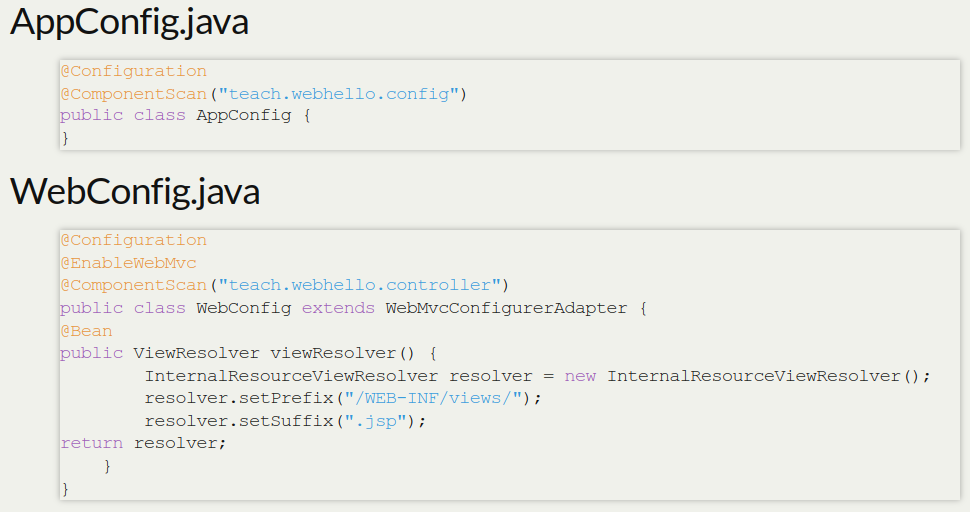 AppConfig.java
@Configuration
@ComponentScan("teach.webhello.config")
public class AppConfig {
}
WebConfig.java
@Configuration
@EnableWebMvc
@ComponentScan("teach.webhello.controller")
public class WebConfig extends WebMvcConfigurerAdapter {
@Bean
public ViewResolver viewResolver() {
        InternalResourceViewResolver resolver = new InternalResourceViewResolver();
        resolver.setPrefix("/WEB-INF/views/");
        resolver.setSuffix(".jsp");
return resolver;
    }
}